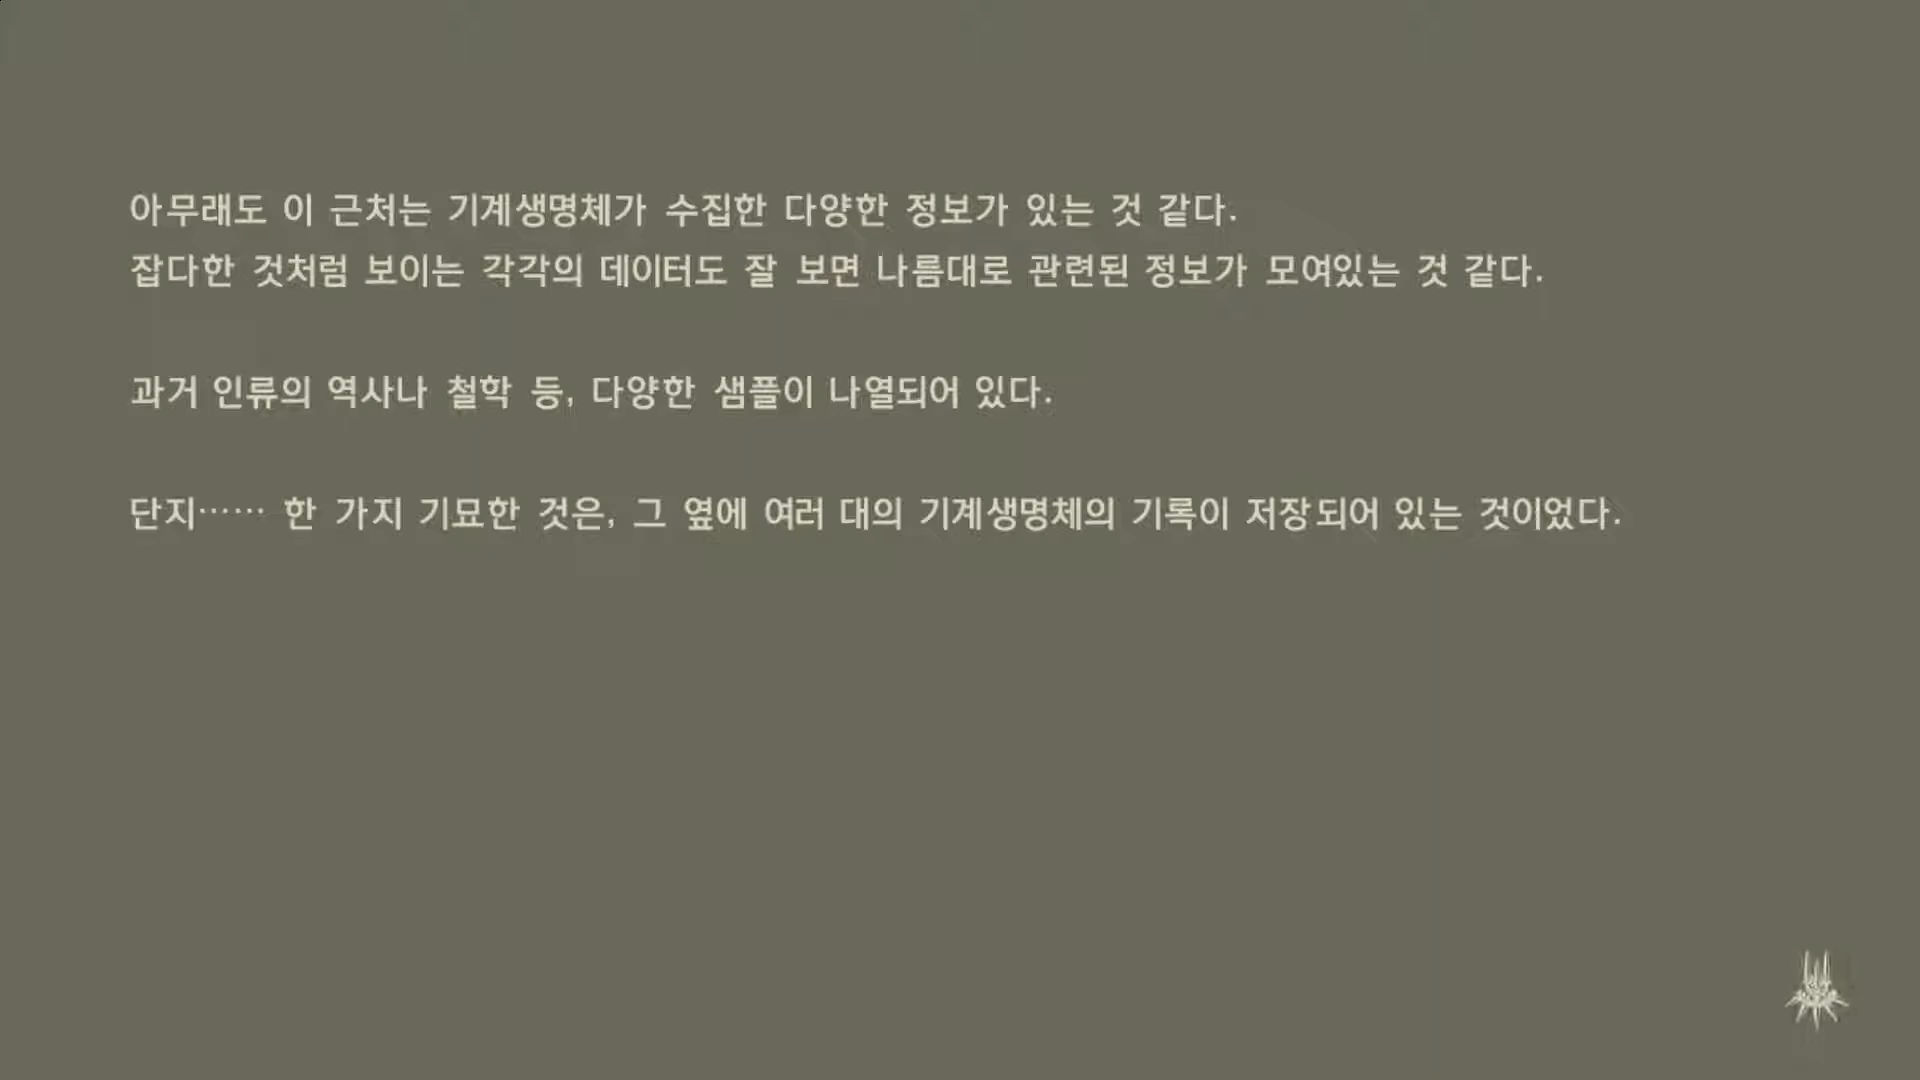 아무래도 이 근처는 기계생명체가 수집한 다양한 정보가 있는 것 같다.
잡다한 것처럼 보이는 각각의 데이터도 잘 보면 나름대로 관련된 정보가 모여있는 것 같다.
과거 인류의 역사나 철학 등, 다양한 샘플이 나열되어 있다.
단지…… 한 가지 기묘한 것은, 그 옆에 여러 대의 기계생명체의 기록이 저장되어 있는 것이었다.